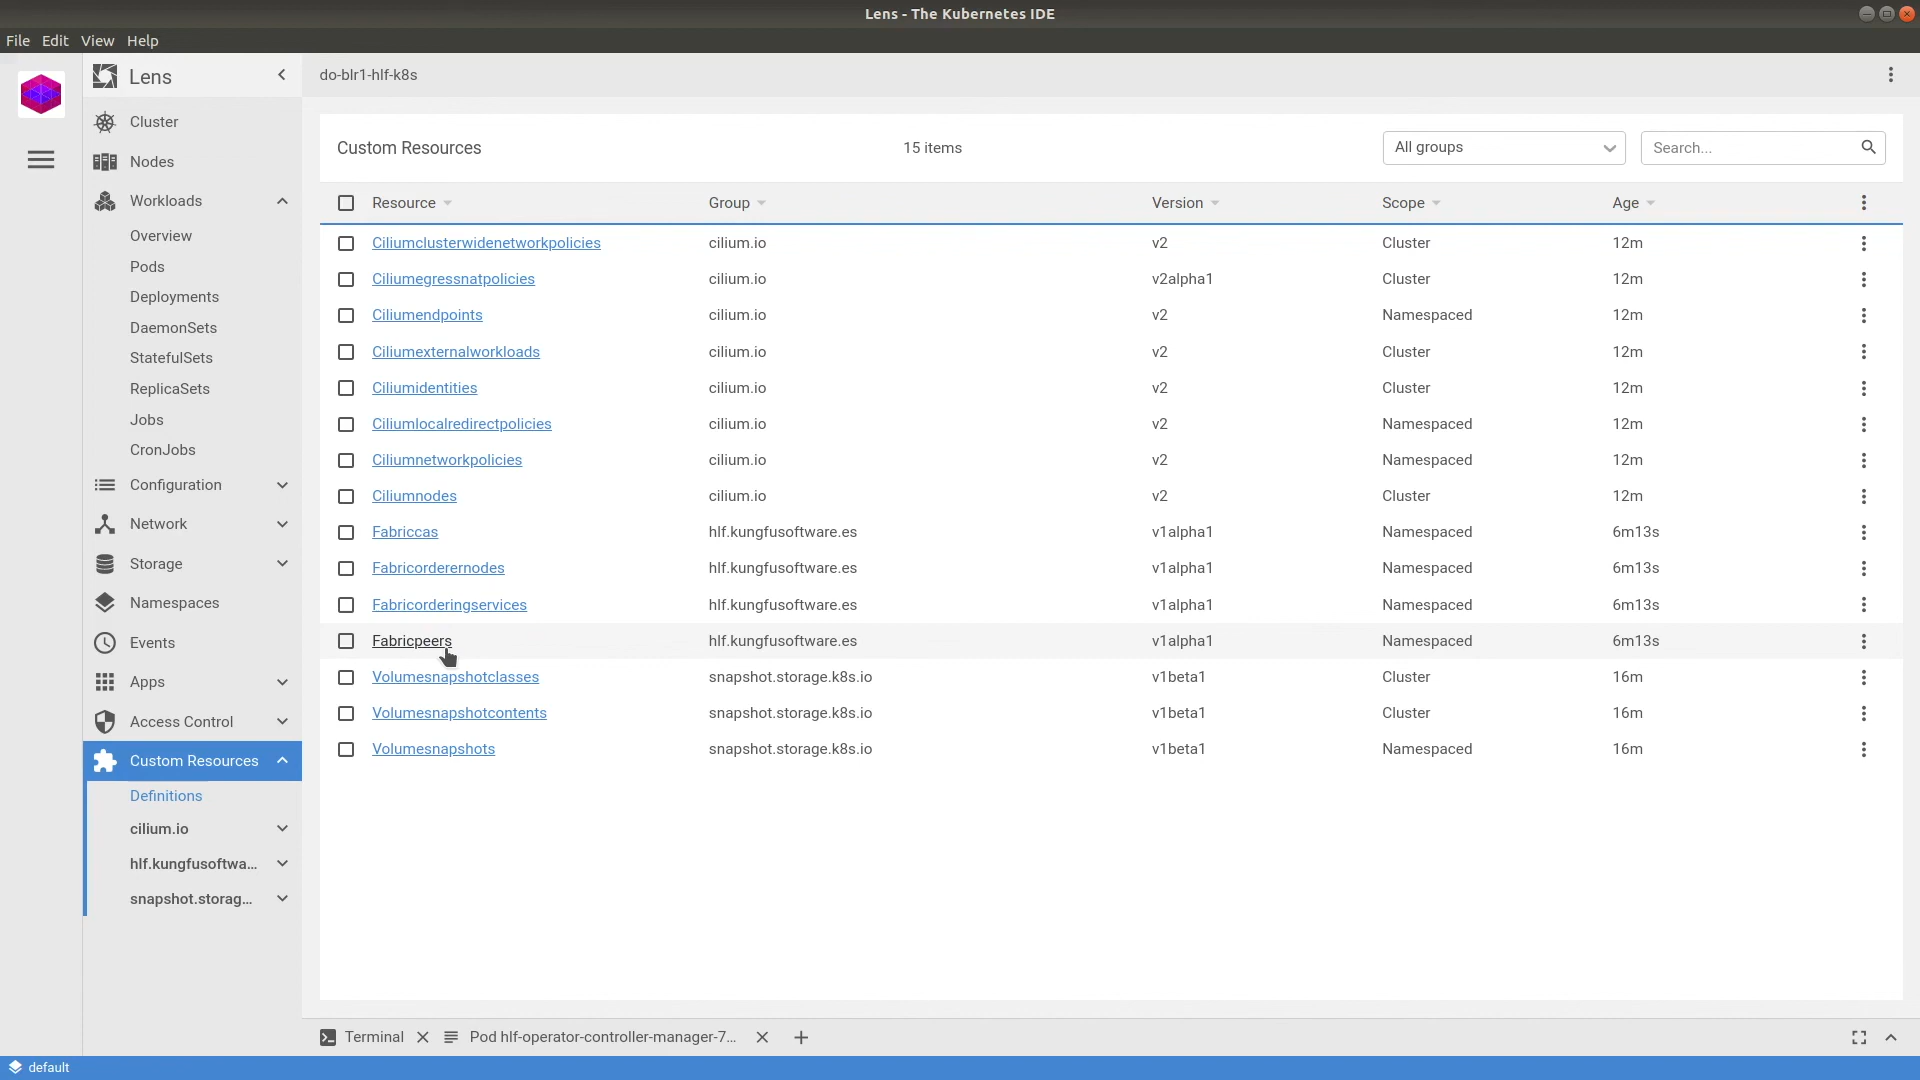 Lens - The Kubernetes IDE
File Edit View Help
Lens
do-blr1-hlf-k8s
Cluster
Nodes
Workloads
Overview
Pods
Deployments
DaemonSets
StatefulSets
ReplicaSets
Jobs
CronJobs
Configuration
Network
Storage
Namespaces
Events
Apps
Access Control
Custom Resources
Definitions
cilium.io
hlf.kungfusoftwa...
snapshot.storag...
Custom Resources 15 items All groups Search...
Resource Group Version Scope Age
Ciliumclusterwidenetworkpolicies cilium.io v2 Cluster 12m
Ciliumegressnatpolicies cilium.io v2alpha1 Cluster 12m
Ciliumendpoints cilium.io v2 Namespaced 12m
Ciliumexternalworkloads cilium.io v2 Cluster 12m
Ciliumidentities cilium.io v2 Cluster 12m
Ciliumlocalredirectpolicies cilium.io v2 Namespaced 12m
Ciliumnetworkpolicies cilium.io v2 Namespaced 12m
Ciliumnodes cilium.io v2 Cluster 12m
Fabriccas hlf.kungfusoftware.es v1alpha1 Namespaced 6m13s
Fabricorderernodes hlf.kungfusoftware.es v1alpha1 Namespaced 6m13s
Fabricorderingservices hlf.kungfusoftware.es v1alpha1 Namespaced 6m13s
Fabricpeers hlf.kungfusoftware.es v1alpha1 Namespaced 6m13s
Volumesnapshotclasses snapshot.storage.k8s.io v1beta1 Cluster 16m
Volumesnapshotcontents snapshot.storage.k8s.io v1beta1 Cluster 16m
Volumesnapshots snapshot.storage.k8s.io v1beta1 Namespaced 16m
Terminal Pod hlf-operator-controller-manager-7...
default